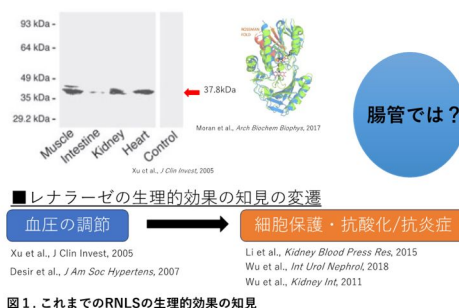 93 kDa -
64 kDa -
49 kDa -
35 kDa -
29.2 kDa -
37.8kDa
Muscle
Intestine
Kidney
Heart
Control
Xu et al., J Clin Invest, 2005
Moran et al., Arch Biochem Biophys, 2017
腸管では？
■レナラーゼの生理的効果の知見の変遷
血圧の調節
細胞保護・抗酸化/抗炎症
Xu et al., J Clin Invest, 2005
Desir et al., J Am Soc Hypertens, 2007
Li et al., Kidney Blood Press Res, 2015
Wu et al., Int Urol Nephrol, 2018
Wu et al., Kidney Int, 2011
図１. これまでのRNLSの生理的効果の知見